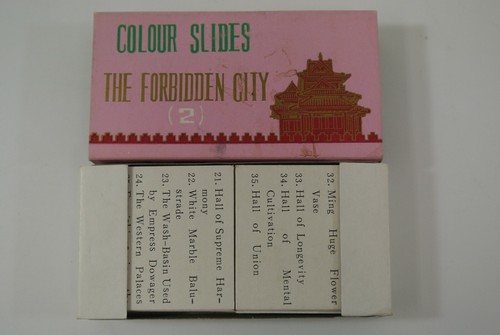 COLOUR SLIDES
THE FORBIDDEN CITY
(2)
21. Hall of Supreme Har-
mony
22. White Marble Balu-
strade
23. The Wash-Basin Used
by Empress Dowager
24. The Western Palaces
32. Ming Huge Flower
Vase
33. Hall of Longevity
34. Hall of Mental
Cultivation
35. Hall of Union